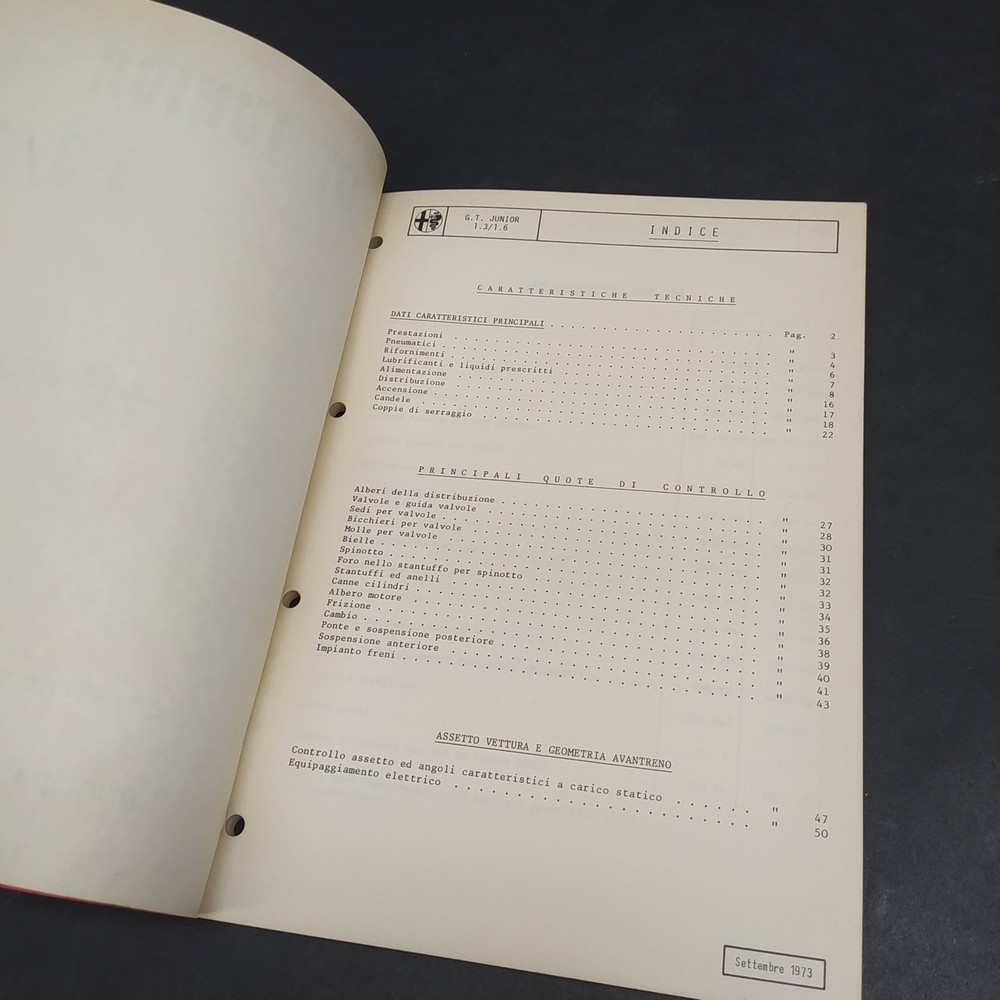 G.T. JUNIOR
1.3/1.6
INDICE
CARATTERISTICHE TECNICHE
DATI CARATTERISTICI PRINCIPALI . . . . . . . . . . Pag. 2
Prestazioni . . . . . . . . . . " 3
Pneumatici . . . . . . . . . . " 4
Rifornimenti . . . . . . . . . . " 6
Lubrificanti e liquidi prescritti . . . . . . . . . . " 7
Alimentazione . . . . . . . . . . " 8
Distribuzione . . . . . . . . . . " 16
Accensione . . . . . . . . . . " 17
Candele . . . . . . . . . . " 18
Coppie di serraggio . . . . . . . . . . " 22
PRINCIPALI QUOTE DI CONTROLLO
Alberi della distribuzione . . . . . . . . . . " 27
Valvole e guida valvole . . . . . . . . . . " 28
Sedi per valvole . . . . . . . . . . " 30
Bicchieri per valvole . . . . . . . . . . " 31
Molle per valvole . . . . . . . . . . " 31
Bielle . . . . . . . . . . " 32
Spinotto . . . . . . . . . . " 32
Foro nello stantuffo per spinotto . . . . . . . . . . " 33
Stantuffi ed anelli . . . . . . . . . . " 34
Canne cilindri . . . . . . . . . . " 35
Albero motore . . . . . . . . . . " 36
Frizione . . . . . . . . . . " 38
Cambio . . . . . . . . . . " 39
Ponte e sospensione posteriore . . . . . . . . . . " 40
Sospensione anteriore . . . . . . . . . . " 41
Impianto freni . . . . . . . . . . " 43
ASSETTO VETTURA E GEOMETRIA AVANTRENO
Controllo assetto ed angoli caratteristici a carico statico . . . . . . . " 47
Equipaggiamento elettrico . . . . . . . . . . " 50
Settembre 1973